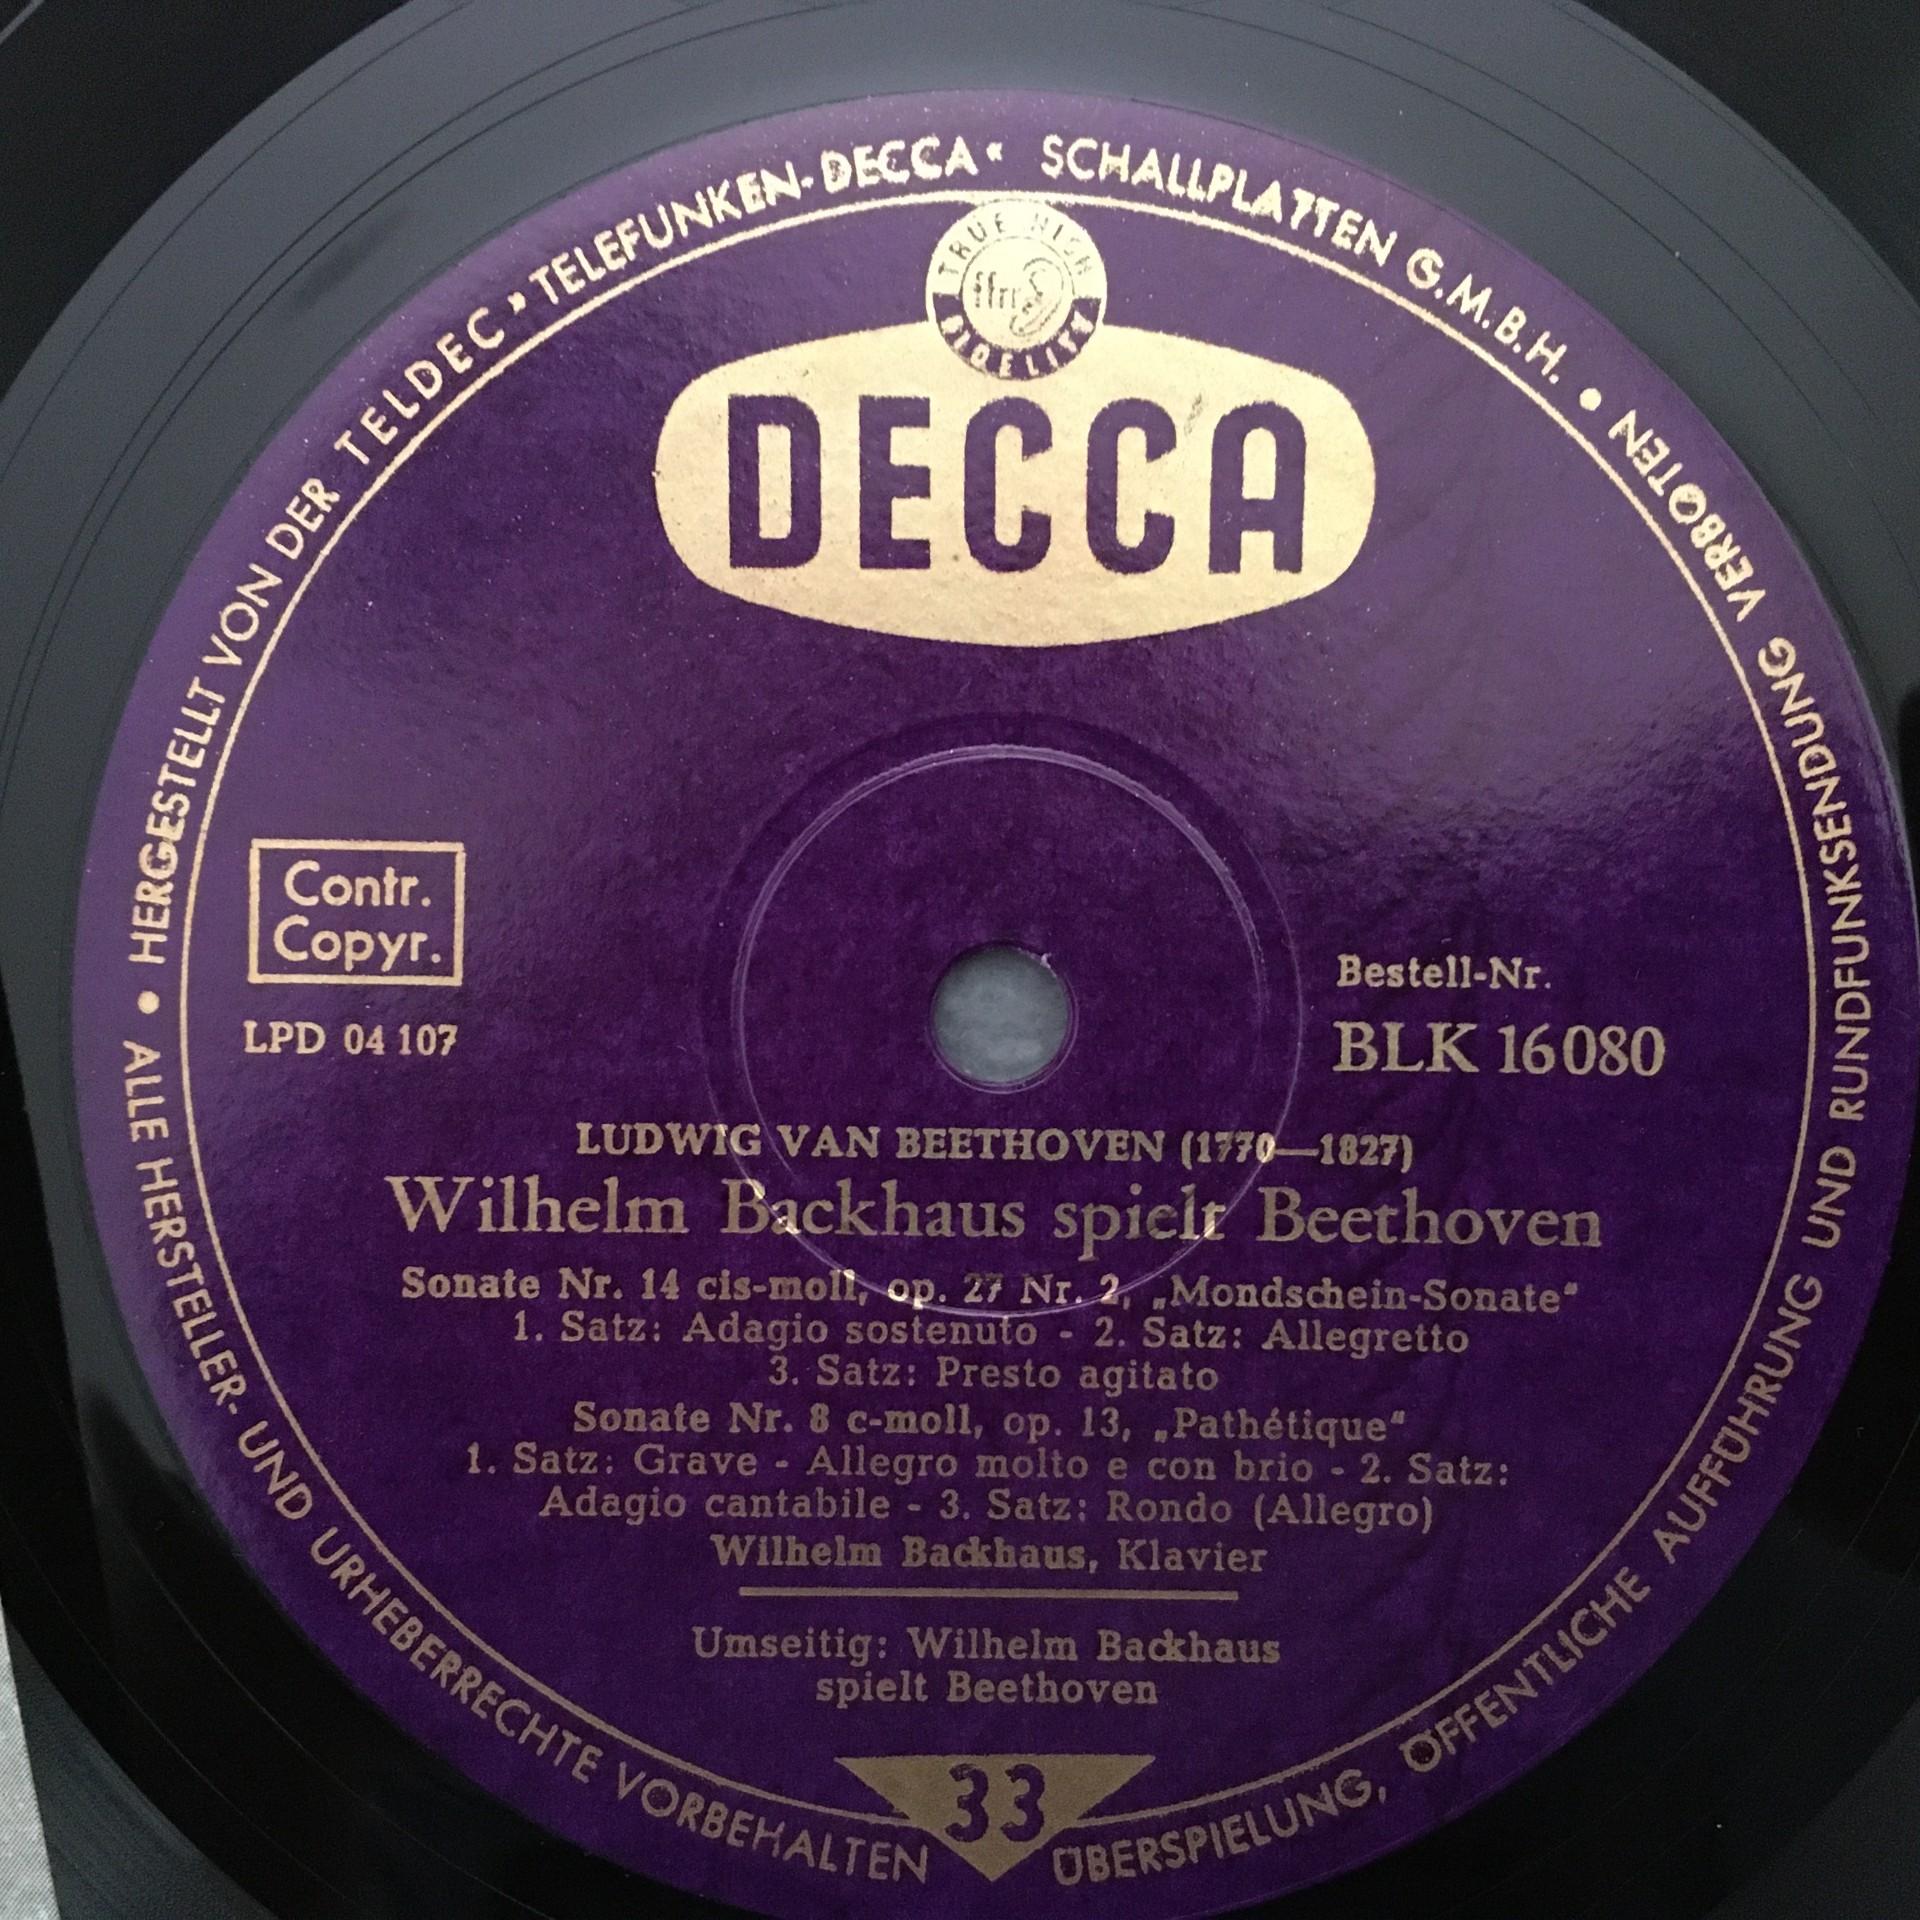 • HERGESTELLT VON DER TELDEC »TELEFUNKEN-DECCA« SCHALLPLATTEN G.M.B.H. • VERBOTEN
ALLE HERSTELLER- UND URHEBERRECHTE VORBEHALTEN
ÜBERSPIELUNG, ÖFFENTLICHE AUFFÜHRUNG UND RUNDFUNKSENDUNG
TRUE HIGH
ffrr
FIDELITY
DECCA
Contr.
Copyr.
LPD 04 107
Bestell-Nr.
BLK 16080
LUDWIG VAN BEETHOVEN (1770—1827)
Wilhelm Backhaus spielt Beethoven
Sonate Nr. 14 cis-moll, op. 27 Nr. 2, „Mondschein-Sonate“
1. Satz: Adagio sostenuto - 2. Satz: Allegretto
3. Satz: Presto agitato
Sonate Nr. 8 c-moll, op. 13, „Pathétique“
1. Satz: Grave - Allegro molto e con brio - 2. Satz:
Adagio cantabile - 3. Satz: Rondo (Allegro)
Wilhelm Backhaus, Klavier
Umseitig: Wilhelm Backhaus
spielt Beethoven
33